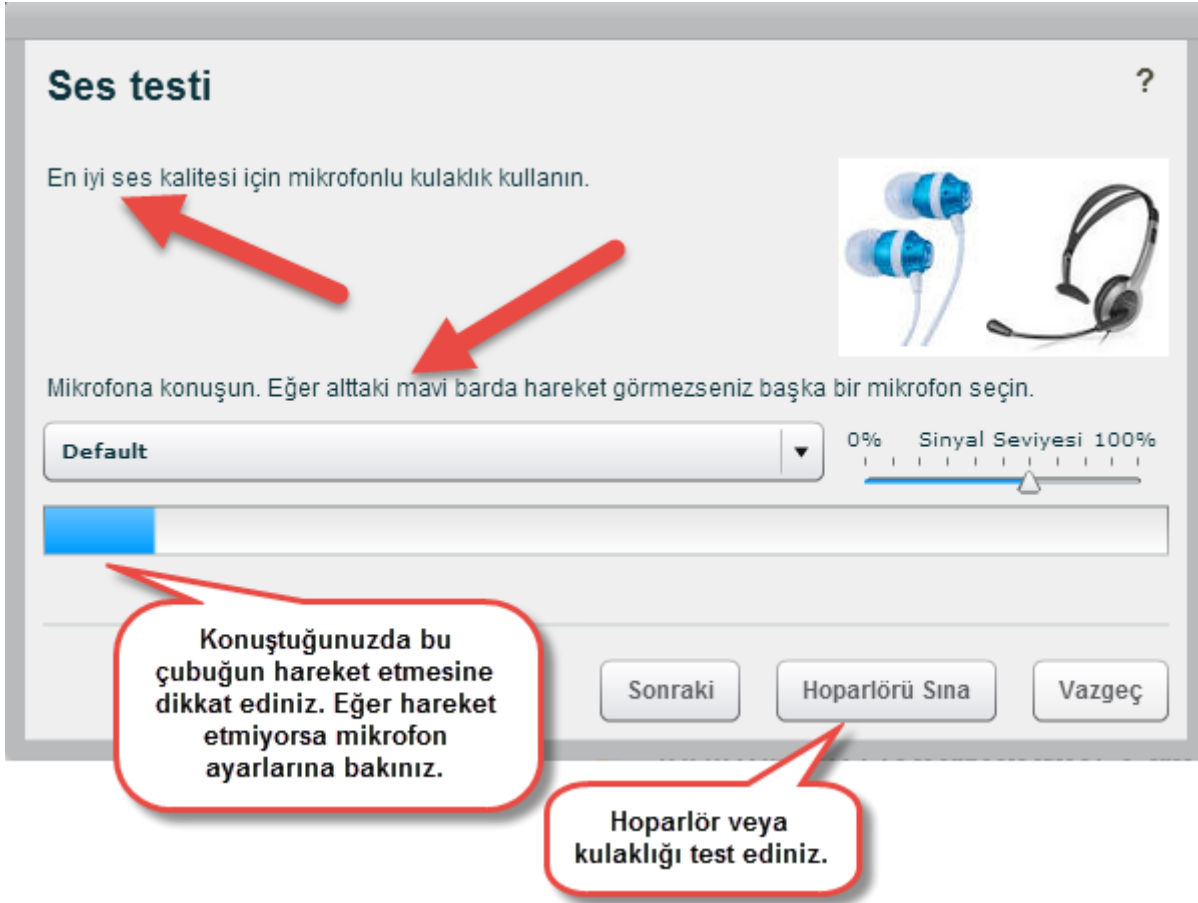 Ses testi
?
En iyi ses kalitesi için mikrofonlu kulaklık kullanın.
Mikrofona konuşun. Eğer alttaki mavi barda hareket görmezseniz başka bir mikrofon seçin.
Default
0% Sinyal Seviyesi 100%
Konuştuğunuzda bu
çubuğun hareket etmesine
dikkat ediniz. Eğer hareket
etmiyorsa mikrofon
ayarlarına bakınız.
Sonraki
Hoparlörü Sına
Vazgeç
Hoparlör veya
kulaklığı test ediniz.